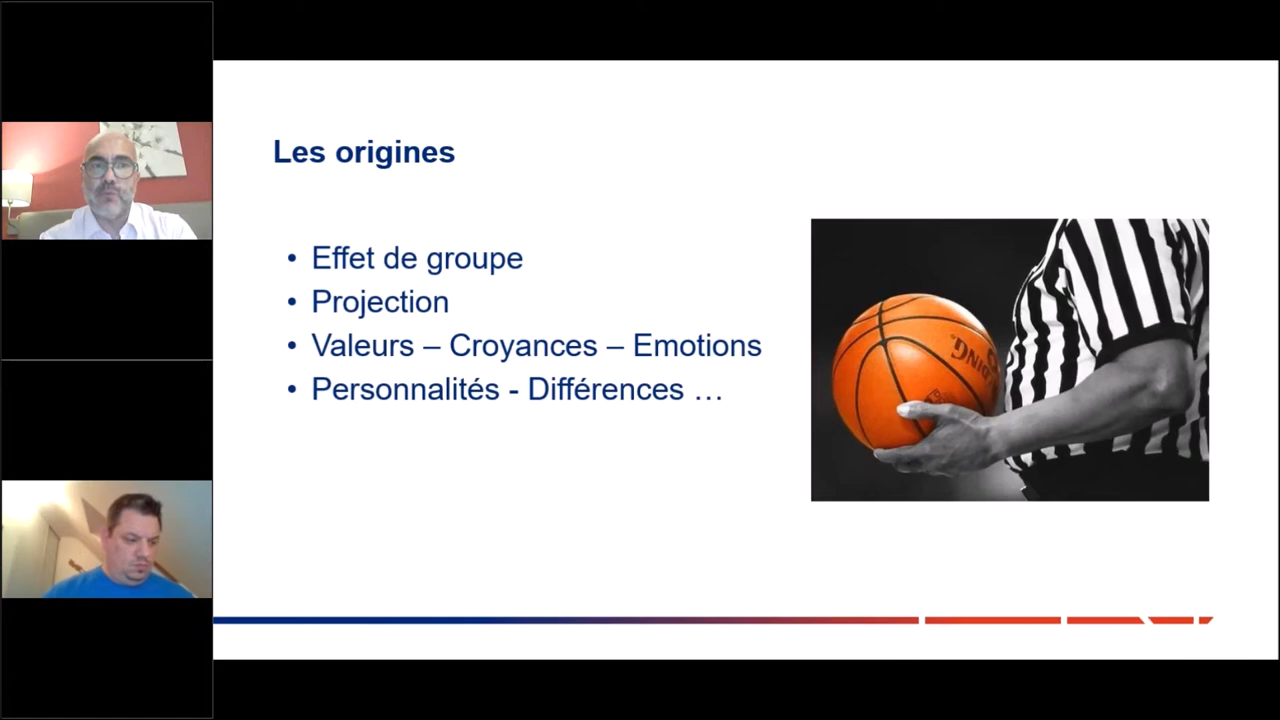 Les origines
• Effet de groupe
• Projection
• Valeurs – Croyances – Emotions
• Personnalités - Différences …